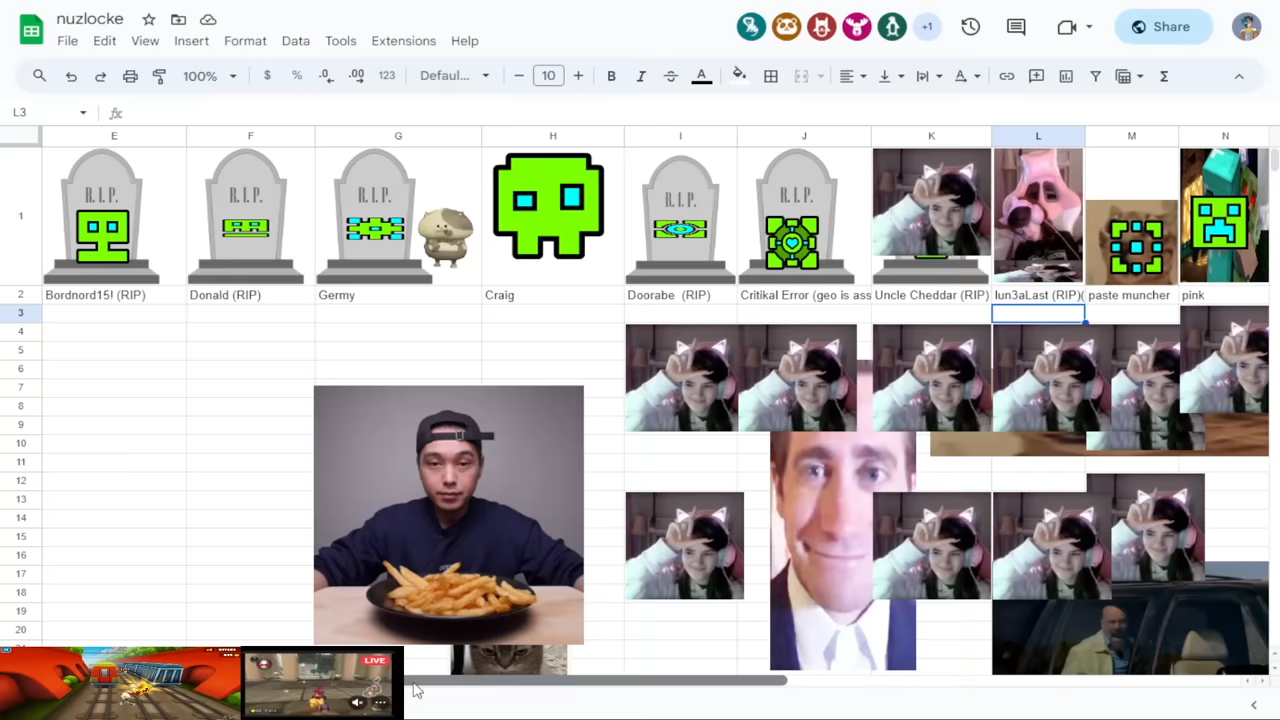 nuzlocke
File Edit View Insert Format Data Tools Extensions Help
+1
Share
100% $ % .0 .00 123 Defaul... 10 B I A Σ
L3 fx
E F G H I J K L M N
1 R.I.P. R.I.P. R.I.P. R.I.P. R.I.P.
2 Bordnord15! (RIP) Donald (RIP) Germy Craig Doorabe (RIP) Critikal Error (geo is ass Uncle Cheddar (RIP) lun3aLast (RIP)( paste muncher pink
3
4
5
6
7
8
9
10
11
12
13
14
15
16
17
18
19
20
LIVE